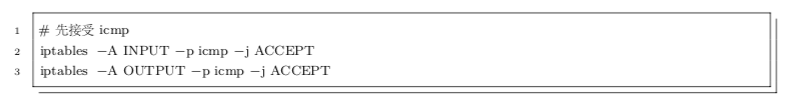 1 # 先接受 icmp
2 iptables −A INPUT −p icmp −j ACCEPT
3 iptables −A OUTPUT −p icmp −j ACCEPT